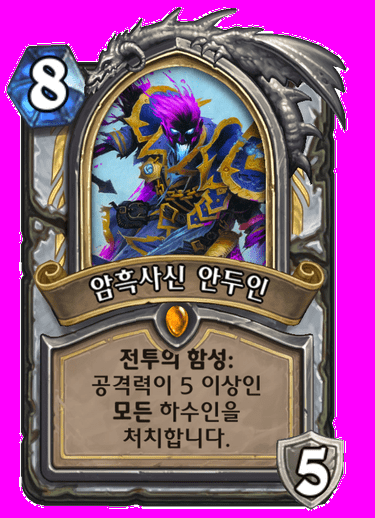 8
암흑사신 안두인
전투의 함성:
공격력이 5 이상인
모든 하수인을
처치합니다.
5